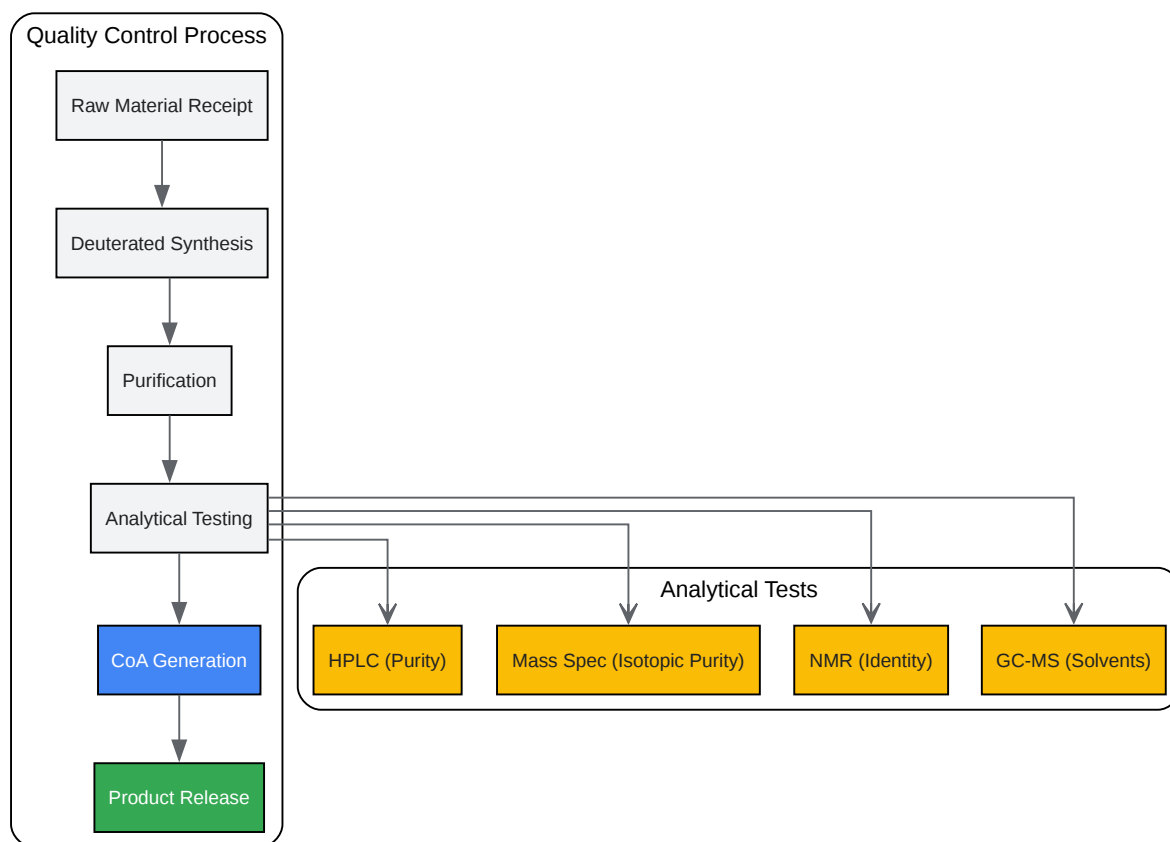 Quality Control Process
Raw Material Receipt
Deuterated Synthesis
Purification
Analytical Testing
Analytical Tests
CoA Generation
HPLC (Purity)
Mass Spec (Isotopic Purity)
NMR (Identity)
GC-MS (Solvents)
Product Release